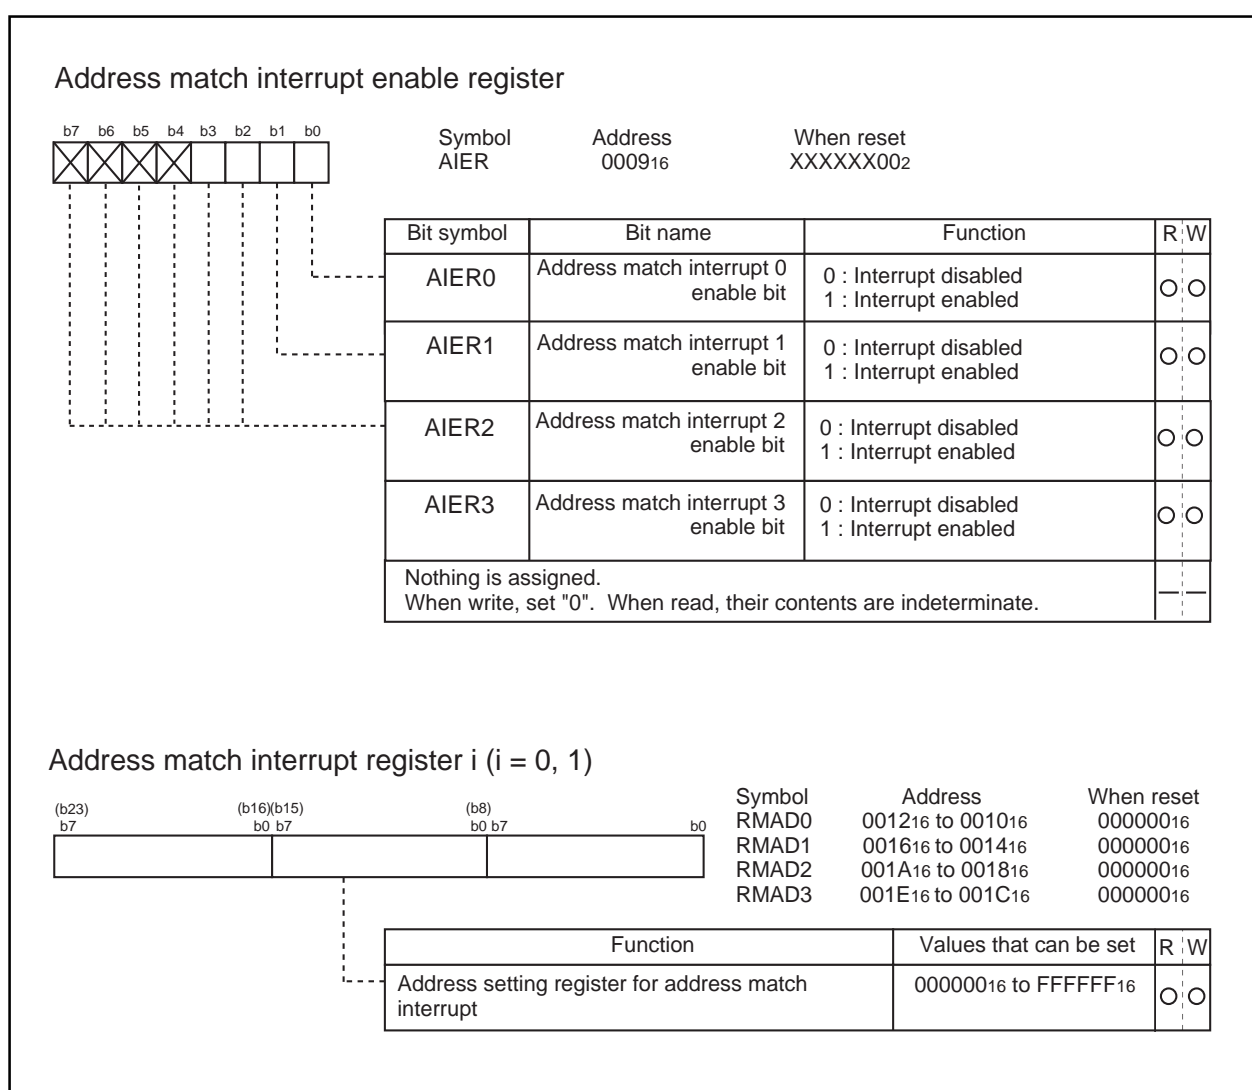 Address match interrupt enable register
b7 b6 b5 b4 b3 b2 b1 b0
Symbol Address When reset
AIER 000916 XXXXXX002
Bit symbol Bit name Function R W
AIER0 Address match interrupt 0 enable bit 0 : Interrupt disabled
1 : Interrupt enabled
AIER1 Address match interrupt 1 enable bit 0 : Interrupt disabled
1 : Interrupt enabled
AIER2 Address match interrupt 2 enable bit 0 : Interrupt disabled
1 : Interrupt enabled
AIER3 Address match interrupt 3 enable bit 0 : Interrupt disabled
1 : Interrupt enabled
Nothing is assigned.
When write, set "0". When read, their contents are indeterminate.
Address match interrupt register i (i = 0, 1)
(b23) (b16)(b15) (b8)
b7 b0 b7 b0 b7 b0
Symbol Address When reset
RMAD0 001216 to 001016 00000016
RMAD1 001616 to 001416 00000016
RMAD2 001A16 to 001816 00000016
RMAD3 001E16 to 001C16 00000016
Function Values that can be set R W
Address setting register for address match
interrupt
00000016 to FFFFFF16